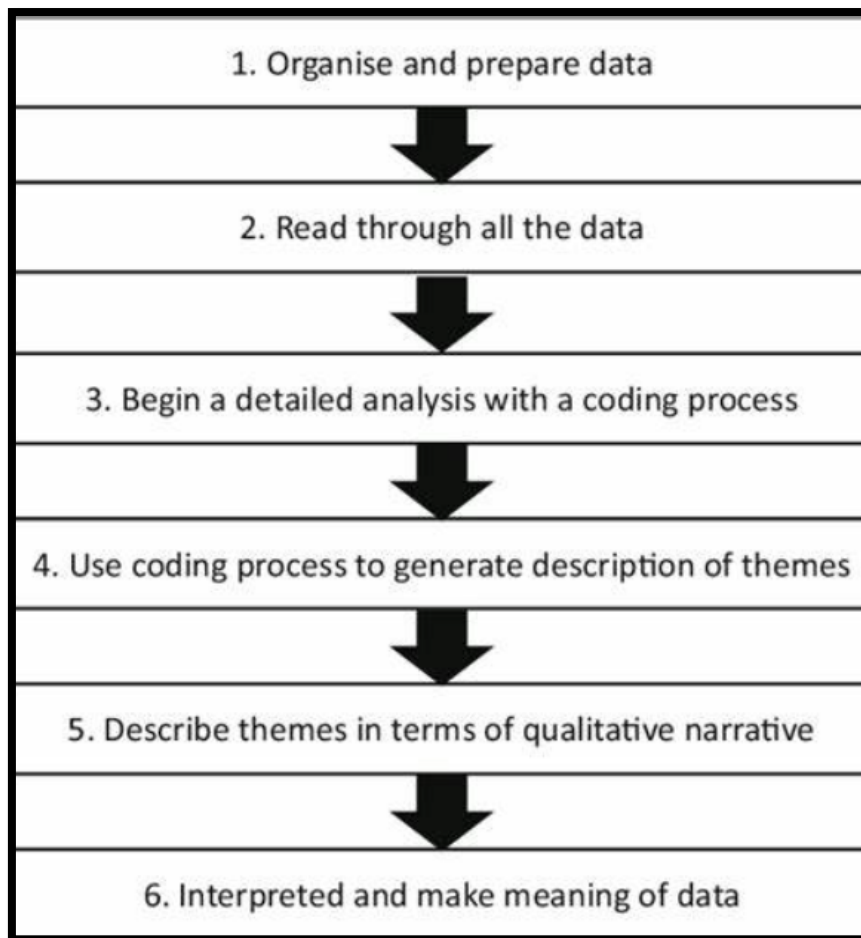 1. Organise and prepare data
2. Read through all the data
3. Begin a detailed analysis with a coding process
4. Use coding process to generate description of themes
5. Describe themes in terms of qualitative narrative
6. Interpreted and make meaning of data